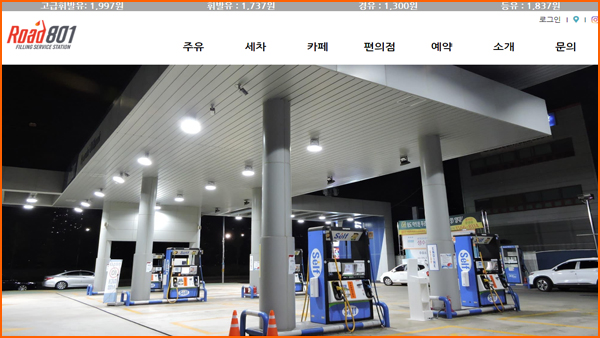 고급휘발유: 1,997원 휘발유 : 1,737원 경유 : 1,300원 등유 : 1,837원
로그인
Road801
FILLING SERVICE STATION
주유 세차 카페 편의점 예약 소개 문의
Self
Self